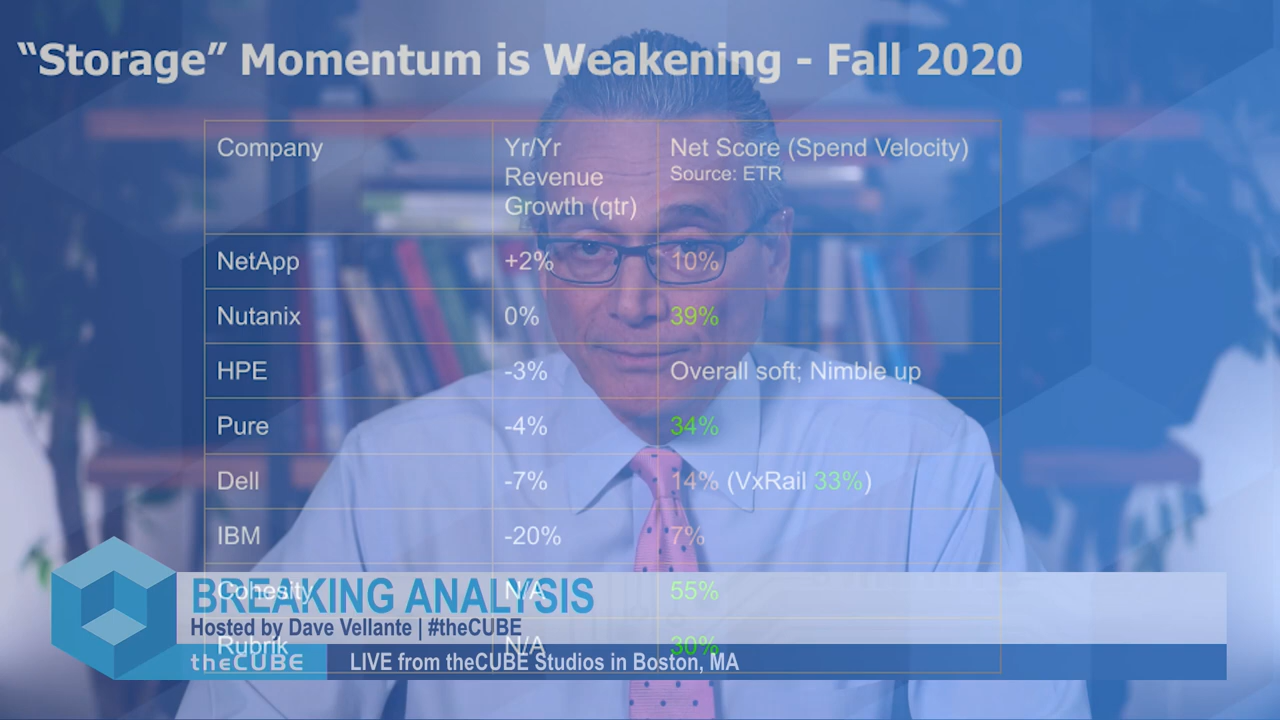 “Storage” Momentum is Weakening - Fall 2020
Company Yr/Yr Revenue Growth (qtr) Net Score (Spend Velocity) Source: ETR
NetApp +2% 10%
Nutanix 0% 39%
HPE -3% Overall soft; Nimble up
Pure -4% 34%
Dell -7% 14% (VxRail 33%)
IBM -20% 7%
Cohesity N/A 55%
Rubrik N/A 30%
BREAKING ANALYSIS
Hosted by Dave Vellante | #theCUBE
theCUBE LIVE from theCUBE Studios in Boston, MA